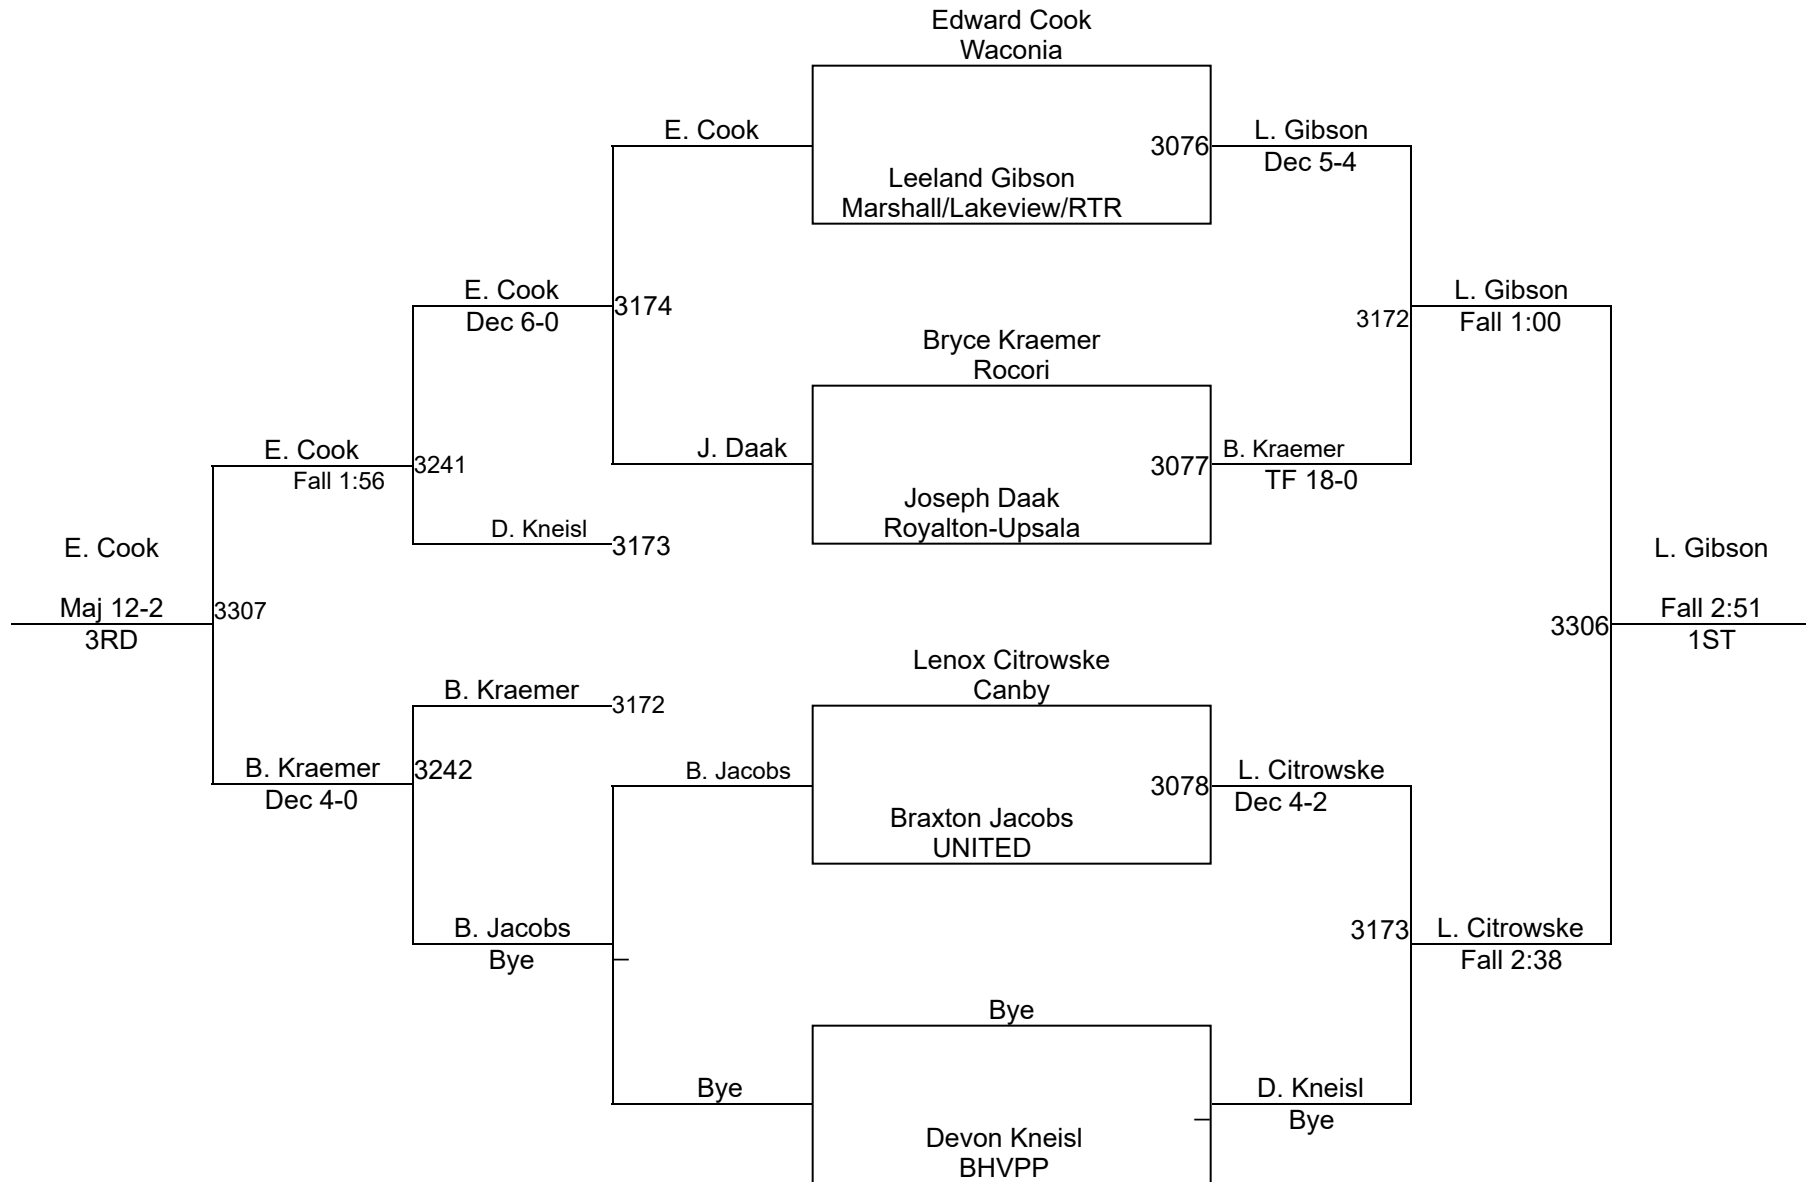 Edward Cook
Waconia
E. Cook
3076
L. Gibson
Dec 5-4
Leeland Gibson
Marshall/Lakeview/RTR
E. Cook
Dec 6-0
3174
3172
L. Gibson
Fall 1:00
Bryce Kraemer
Rocori
E. Cook
Fall 1:56
3241
J. Daak
3077
B. Kraemer
TF 18-0
Joseph Daak
Royalton-Upsala
D. Kneisl
3173
E. Cook
Maj 12-2
3RD
3307
L. Gibson
Fall 2:51
1ST
3306
Lenox Citrowske
Canby
B. Kraemer
3172
B. Kraemer
Dec 4-0
3242
B. Jacobs
3078
L. Citrowske
Dec 4-2
Braxton Jacobs
UNITED
B. Jacobs
Bye
3173
L. Citrowske
Fall 2:38
Bye
Bye
D. Kneisl
Bye
Devon Kneisl
BHVPP